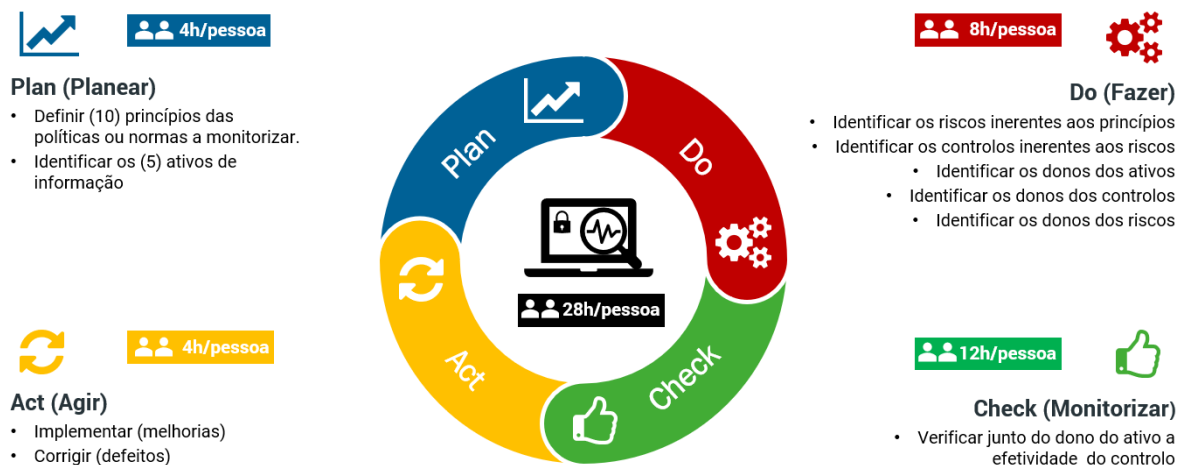 4h/pessoa
Plan (Planear)
• Definir (10) princípios das
políticas ou normas a monitorizar.
• Identificar os (5) ativos de
informação
8h/pessoa
Do (Fazer)
• Identificar os riscos inerentes aos princípios
• Identificar os controlos inerentes aos riscos
• Identificar os donos dos ativos
• Identificar os donos dos controlos
• Identificar os donos dos riscos
Plan
Do
28h/pessoa
Act
Check
4h/pessoa
Act (Agir)
• Implementar (melhorias)
• Corrigir (defeitos)
12h/pessoa
Check (Monitorizar)
• Verificar junto do dono do ativo a
efetividade do controlo